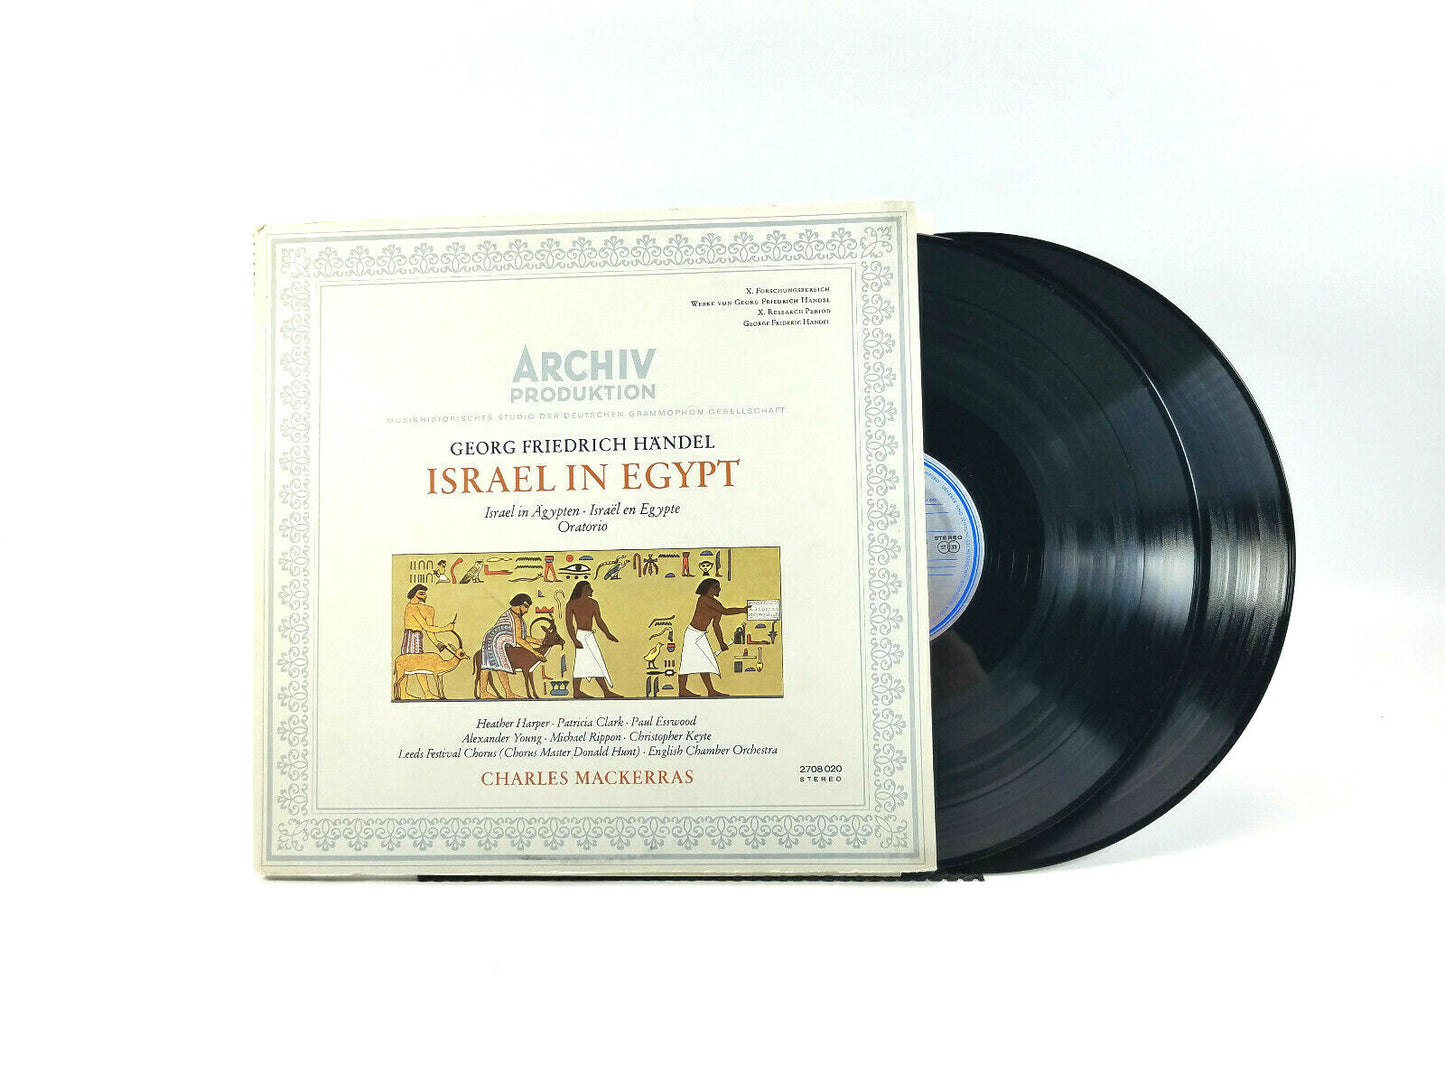 X. Forschungsbereich
Werke von Georg Friedrich Händel
X. Research Period
George Frideric Handel
ARCHIV
PRODUKTION
MUSIKHISTORISCHES STUDIO DER DEUTSCHEN GRAMMOPHON GESELLSCHAFT
GEORG FRIEDRICH HÄNDEL
ISRAEL IN EGYPT
Israel in Ägypten · Israël en Egypte
Oratorio
Heather Harper · Patricia Clark · Paul Esswood
Alexander Young · Michael Rippon · Christopher Keyte
Leeds Festival Chorus (Chorus Master Donald Hunt) · English Chamber Orchestra
CHARLES MACKERRAS
2708 020
STEREO
STEREO
ST 33